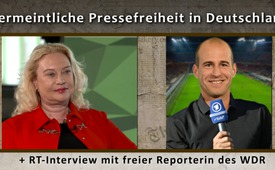 ermeintliche Pressefreiheit in Deutschlan
+ RT-Interview mit freier Reporterin des WDR